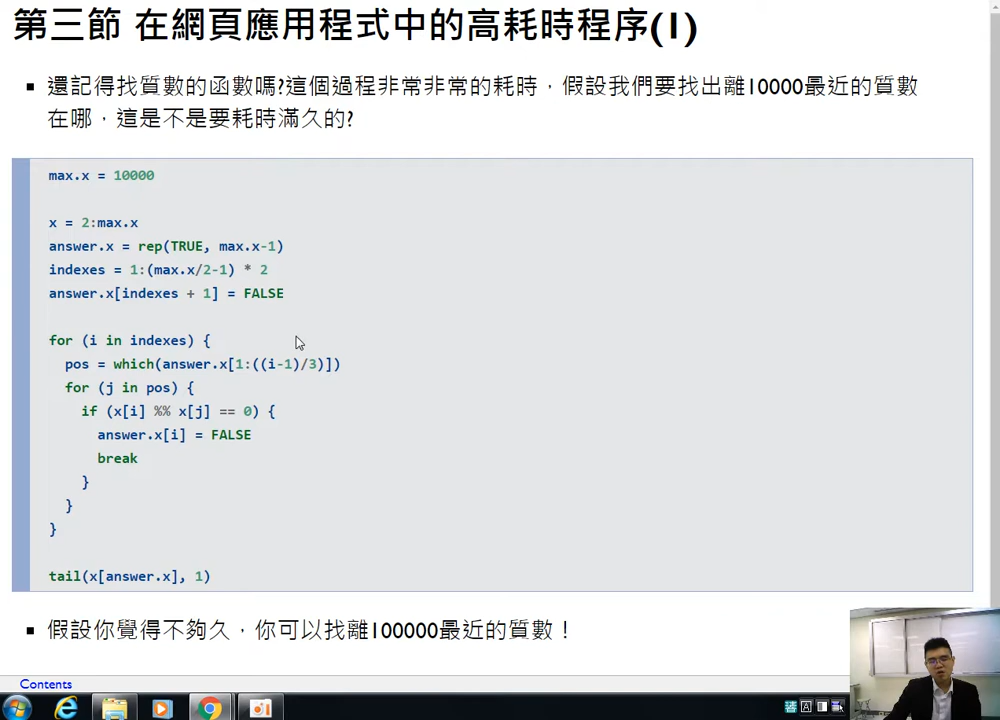 第三節 在網頁應用程式中的高耗時程序(1)
▪ 還記得找質數的函數嗎?這個過程非常非常的耗時，假設我們要找出離10000最近的質數
在哪，這是不是要耗時滿久的?
max.x = 10000
x = 2:max.x
answer.x = rep(TRUE, max.x-1)
indexes = 1:(max.x/2-1) * 2
answer.x[indexes + 1] = FALSE
for (i in indexes) {
  pos = which(answer.x[1:((i-1)/3)])
  for (j in pos) {
    if (x[i] %% x[j] == 0) {
      answer.x[i] = FALSE
      break
    }
  }
}
tail(x[answer.x], 1)
▪ 假設你覺得不夠久，你可以找離100000最近的質數！
Contents